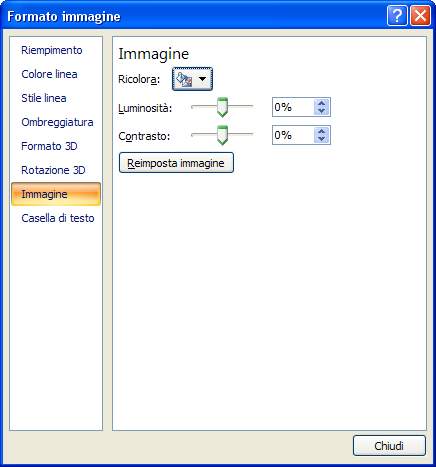 Formato immagine
Riempimento
Colore linea
Stile linea
Ombreggiatura
Formato 3D
Rotazione 3D
Immagine
Casella di testo
Immagine
Ricolora:
Luminosità: 0%
Contrasto: 0%
Reimposta immagine
Chiudi